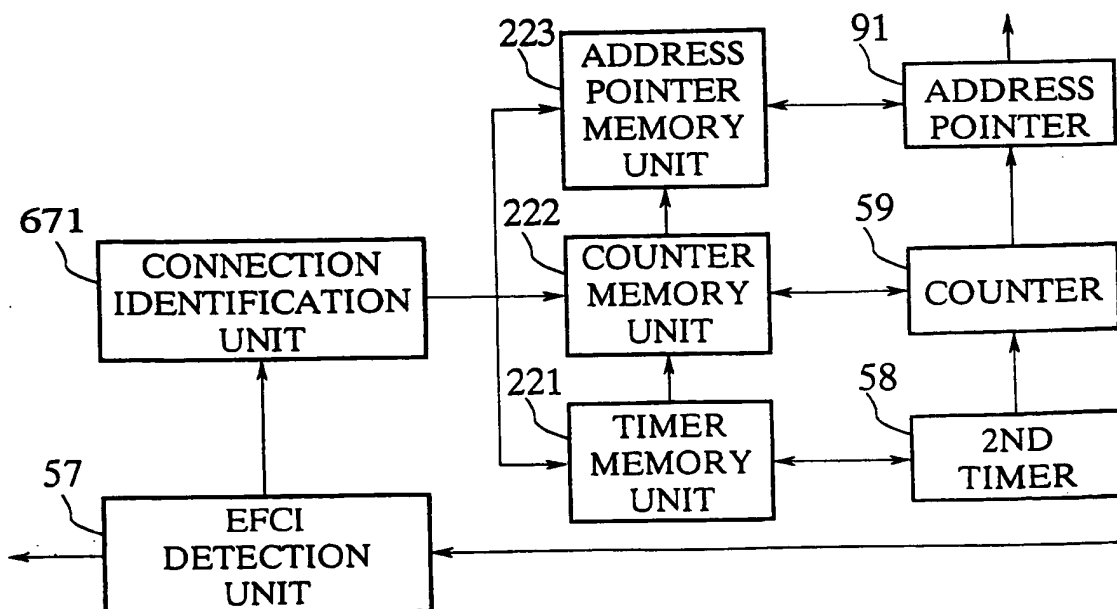 223
ADDRESS
POINTER
MEMORY
UNIT
91
ADDRESS
POINTER
671
CONNECTION
IDENTIFICATION
UNIT
222
COUNTER
MEMORY
UNIT
59
COUNTER
221
TIMER
MEMORY
UNIT
58
2ND
TIMER
57
EFCI
DETECTION
UNIT